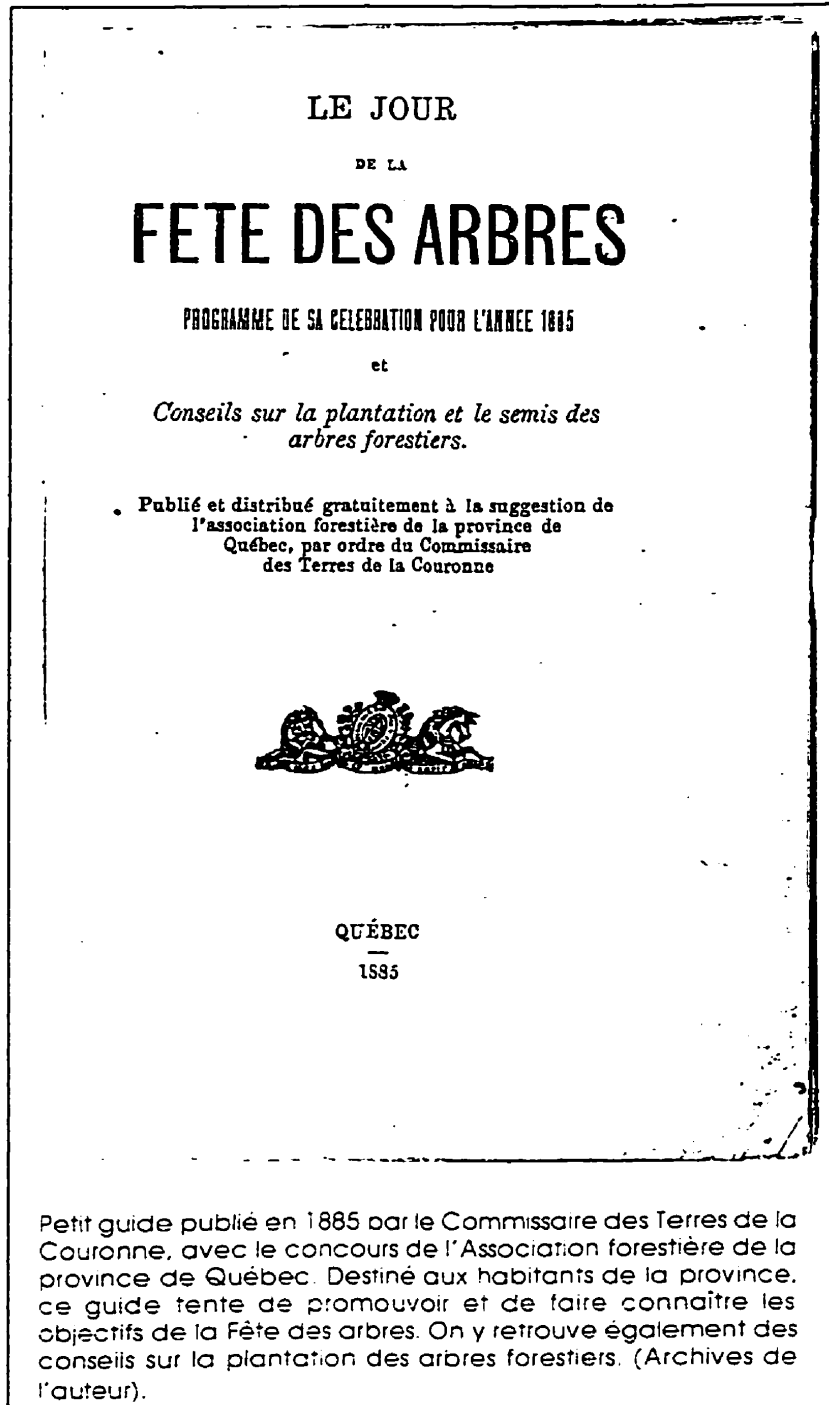 LE JOUR
DE LA
FETE DES ARBRES
PROGRAMME DE SA CELEBRATION POUR L'ANNEE 1885
et
Conseils sur la plantation et le semis des
arbres forestiers.
Publié et distribué gratuitement à la suggestion de
l'association forestière de la province de
Québec, par ordre du Commissaire
des Terres de la Couronne
QUÉBEC
1885
Petit guide publié en 1885 par le Commissaire des Terres de la
Couronne, avec le concours de l'Association forestière de la
province de Québec. Destiné aux habitants de la province,
ce guide tente de promouvoir et de faire connaître les
objectifs de la Fête des arbres. On y retrouve également des
conseils sur la plantation des arbres forestiers. (Archives de
l'auteur).